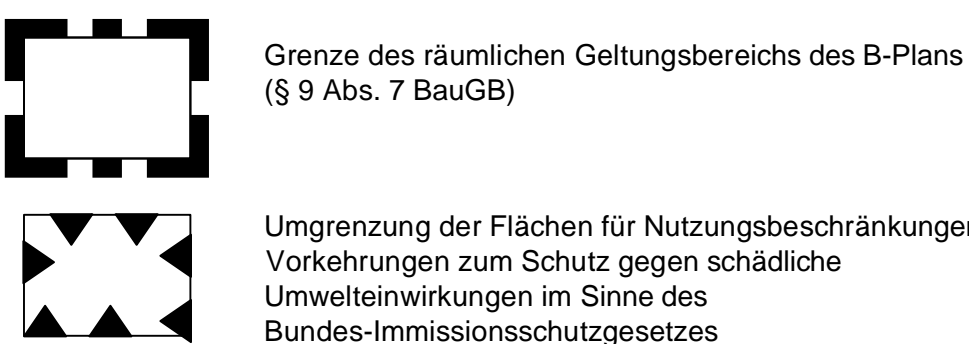 Grenze des räumlichen Geltungsbereichs des B-Plans
(§ 9 Abs. 7 BauGB)
Umgrenzung der Flächen für Nutzungsbeschränkungen
Vorkehrungen zum Schutz gegen schädliche
Umwelteinwirkungen im Sinne des
Bundes-Immissionsschutzgesetzes